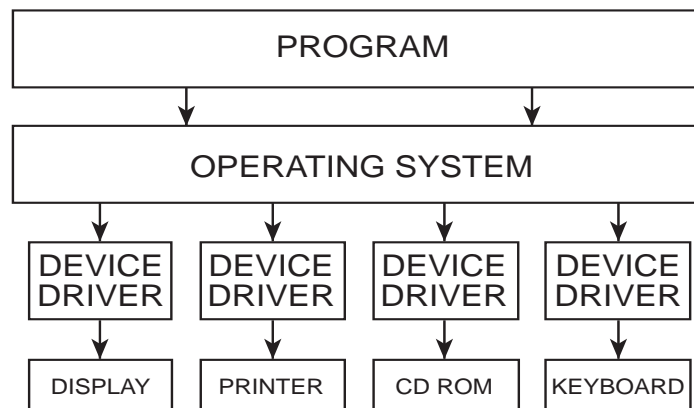 PROGRAM
OPERATING SYSTEM
DEVICE
DRIVER
DEVICE
DRIVER
DEVICE
DRIVER
DEVICE
DRIVER
DISPLAY
PRINTER
CD ROM
KEYBOARD